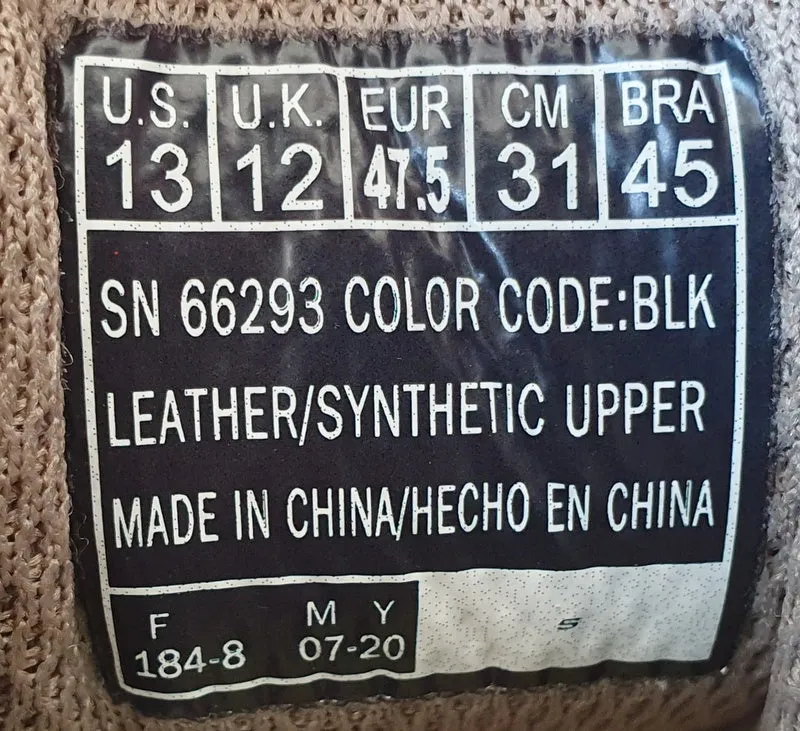 U.S. U.K. EUR CM BRA
13 12 47.5 31 45
SN 66293 COLOR CODE:BLK
LEATHER/SYNTHETIC UPPER
MADE IN CHINA/HECHO EN CHINA
F M Y
184-8 07-20
S